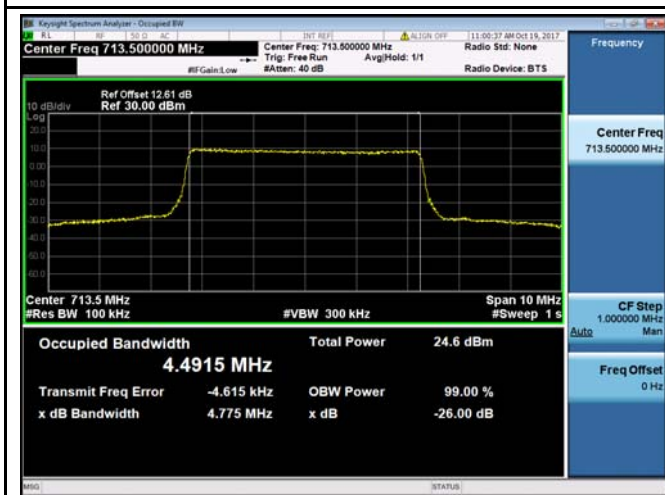 Keysight Spectrum Analyzer - Occupied BW
RL RF 50 Ω AC INT REF ALIGN OFF 11:00:37 AM Oct 19, 2017
Center Freq 713.500000 MHz Center Freq: 713.500000 MHz Radio Std: None Frequency
Trig: Free Run Avg|Hold: 1/1
#IFGain:Low #Atten: 40 dB Radio Device: BTS
Ref Offset 12.61 dB
10 dB/div Ref 30.00 dBm
Log
20.0
10.0
0.00
10.0
20.0
30.0
40.0
50.0
60.0
Center Freq
713.500000 MHz
Center 713.5 MHz Span 10 MHz
#Res BW 100 kHz #VBW 300 kHz #Sweep 1 s
CF Step
1.000000 MHz
Auto Man
Occupied Bandwidth Total Power 24.6 dBm
4.4915 MHz
Freq Offset
0 Hz
Transmit Freq Error -4.615 kHz OBW Power 99.00 %
x dB Bandwidth 4.775 MHz x dB -26.00 dB
MSG STATUS